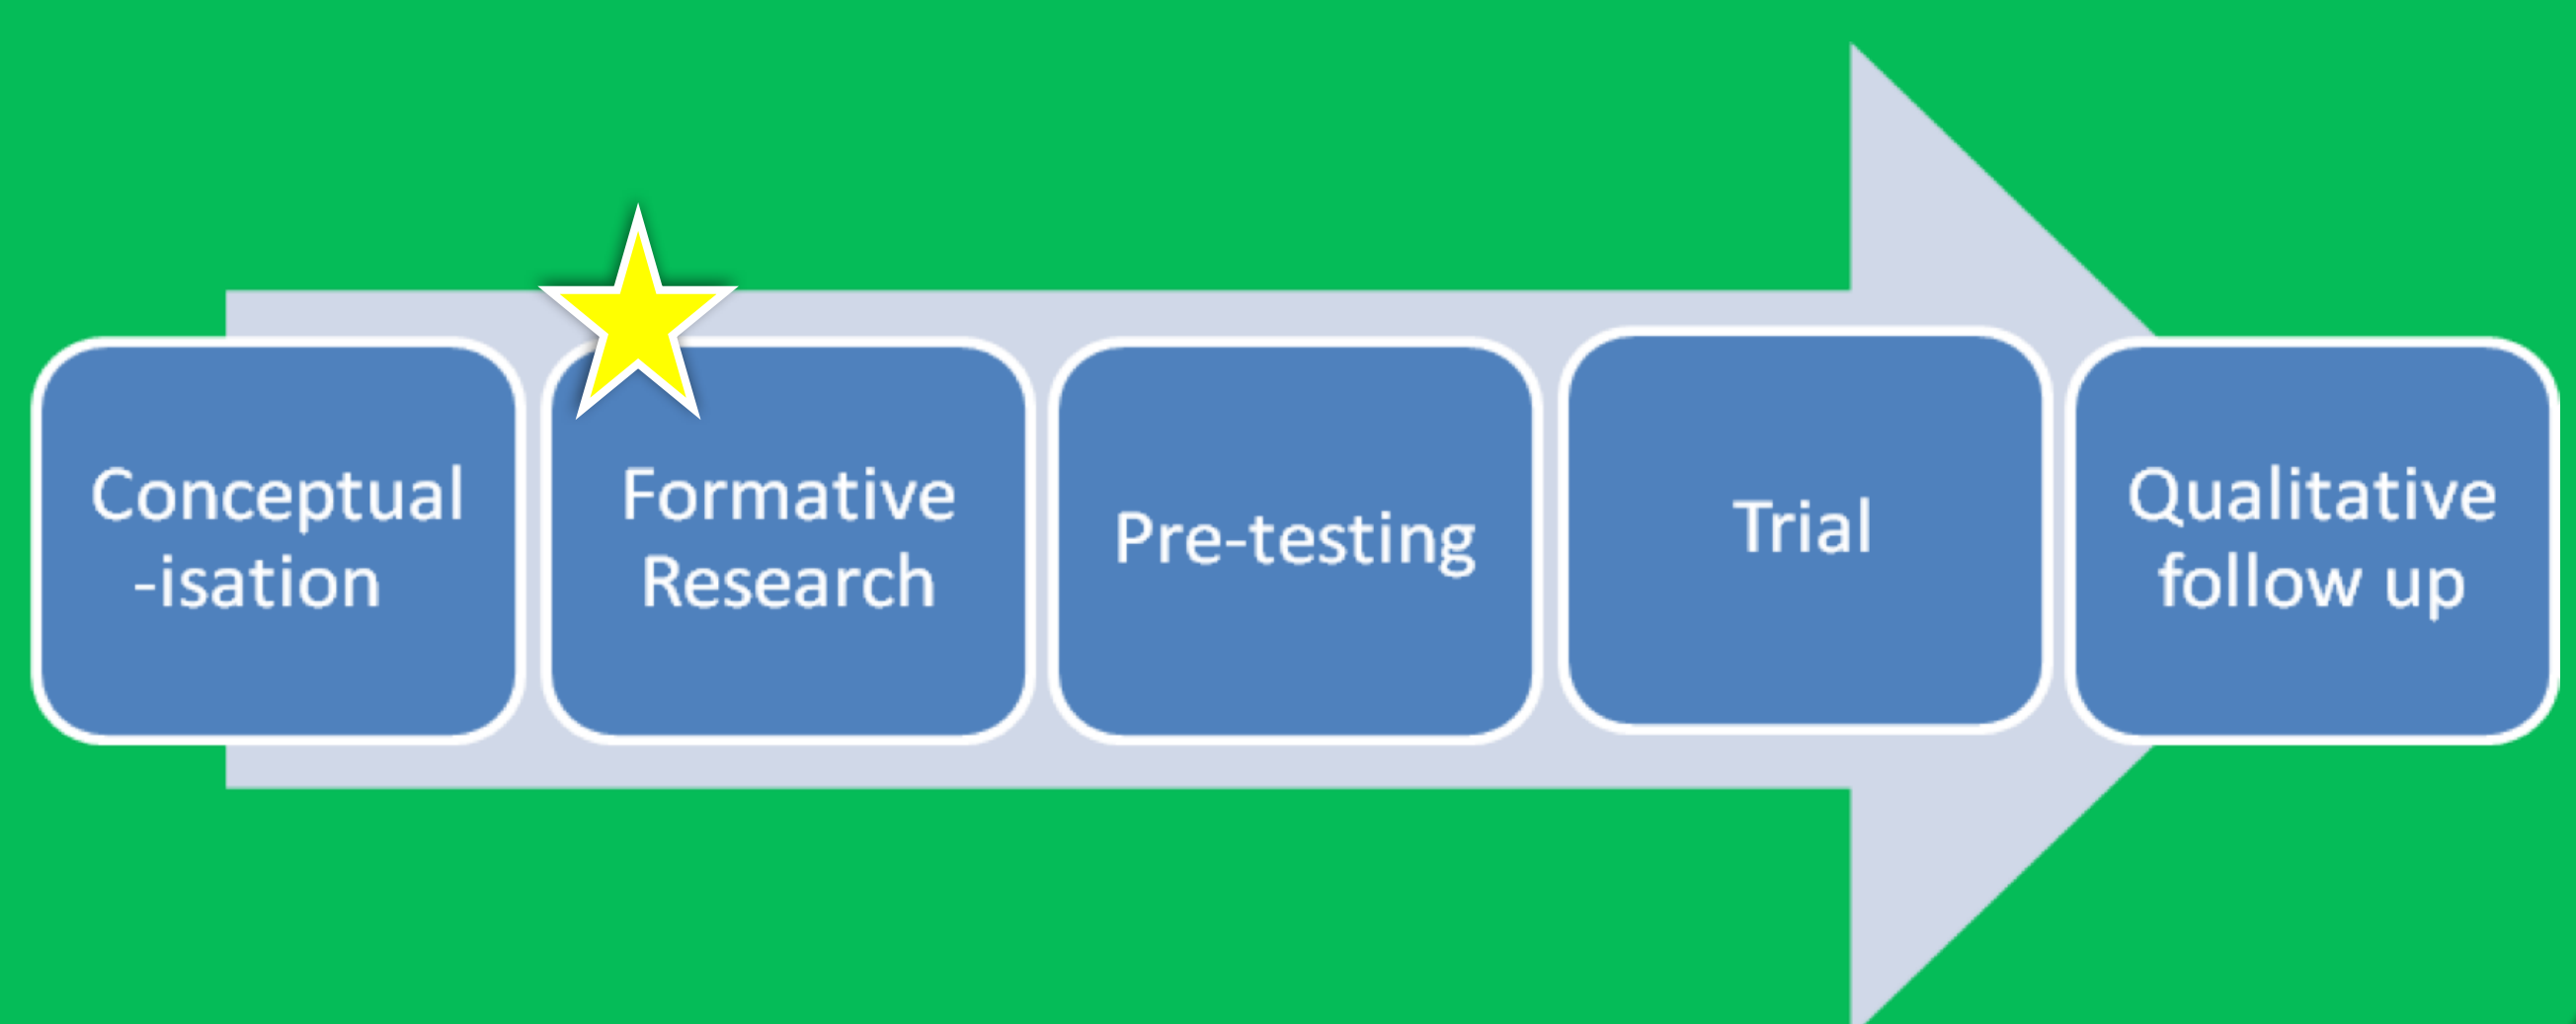 Conceptual
-isation
Formative
Research
Pre-testing
Trial
Qualitative
follow up